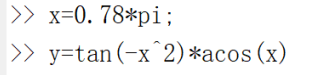 >> x=0.78*pi;
>> y=tan(-x^2)*acos(x)